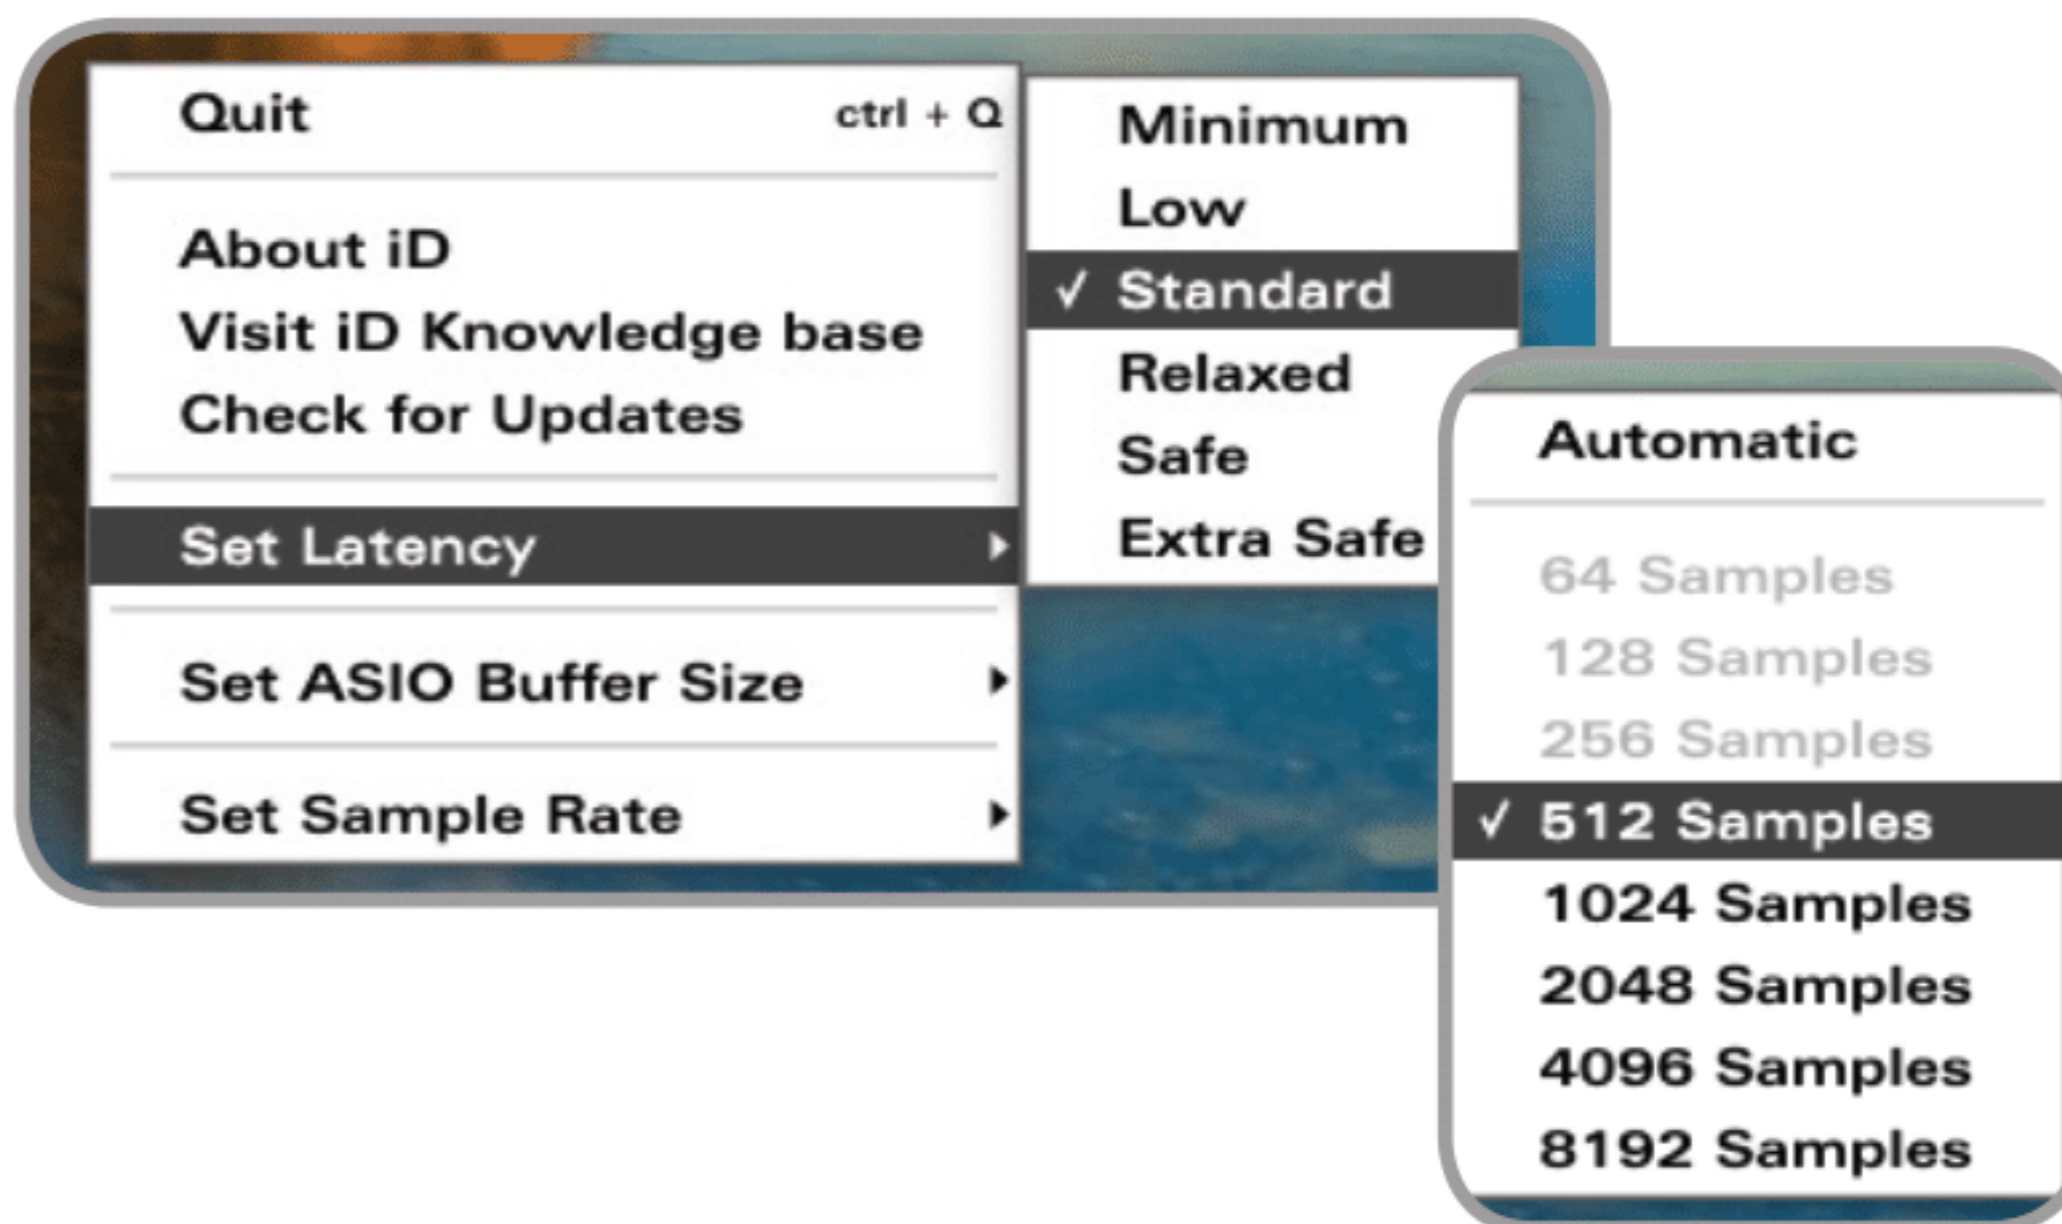 Quit ctrl + Q
About iD
Visit iD Knowledge base
Check for Updates
Set Latency
Set ASIO Buffer Size
Set Sample Rate
Minimum
Low
✓ Standard
Relaxed
Safe
Extra Safe
Automatic
64 Samples
128 Samples
256 Samples
✓ 512 Samples
1024 Samples
2048 Samples
4096 Samples
8192 Samples